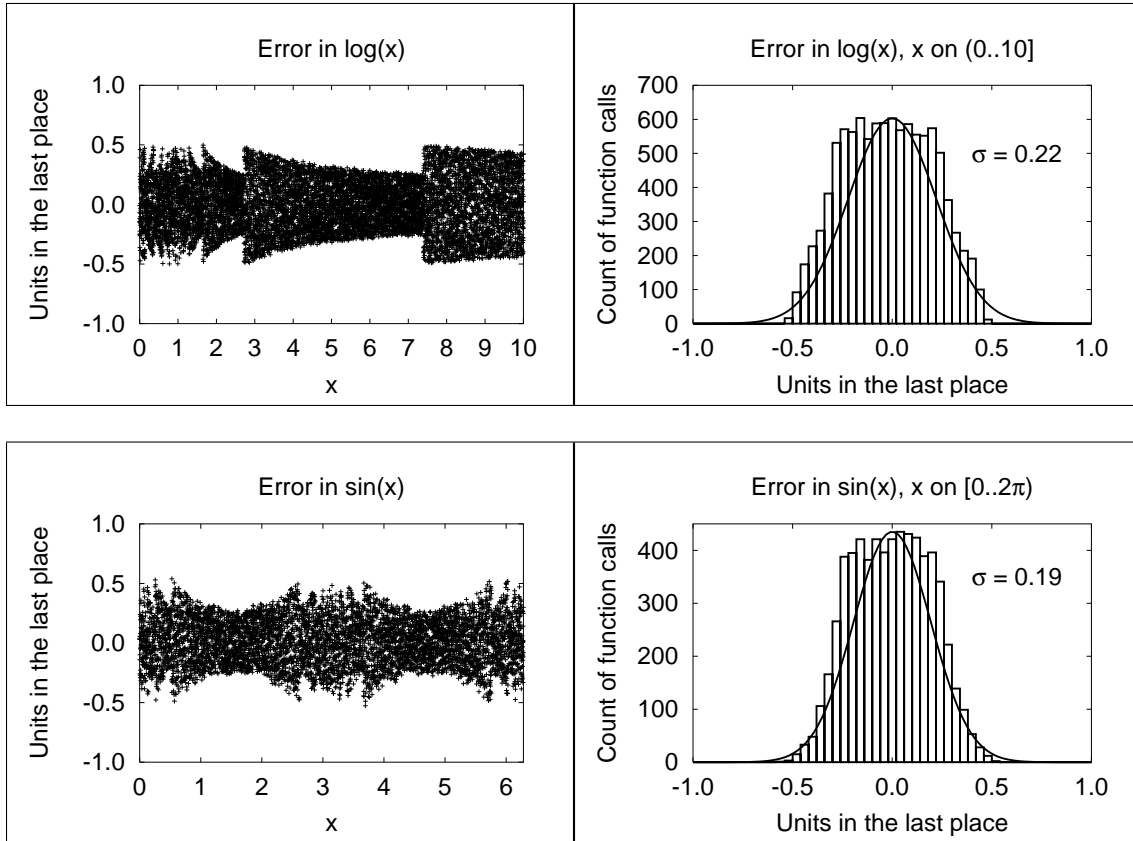 Error in log(x)
Units in the last place
1.0
0.5
0.0
-0.5
-1.0
0 1 2 3 4 5 6 7 8 9 10
x
Error in log(x), x on (0..10]
Count of function calls
700
600
500
400
300
200
100
0
σ = 0.22
-1.0 -0.5 0.0 0.5 1.0
Units in the last place
Error in sin(x)
Units in the last place
1.0
0.5
0.0
-0.5
-1.0
0 1 2 3 4 5 6
x
Error in sin(x), x on [0..2π)
Count of function calls
400
300
200
100
0
σ = 0.19
-1.0 -0.5 0.0 0.5 1.0
Units in the last place